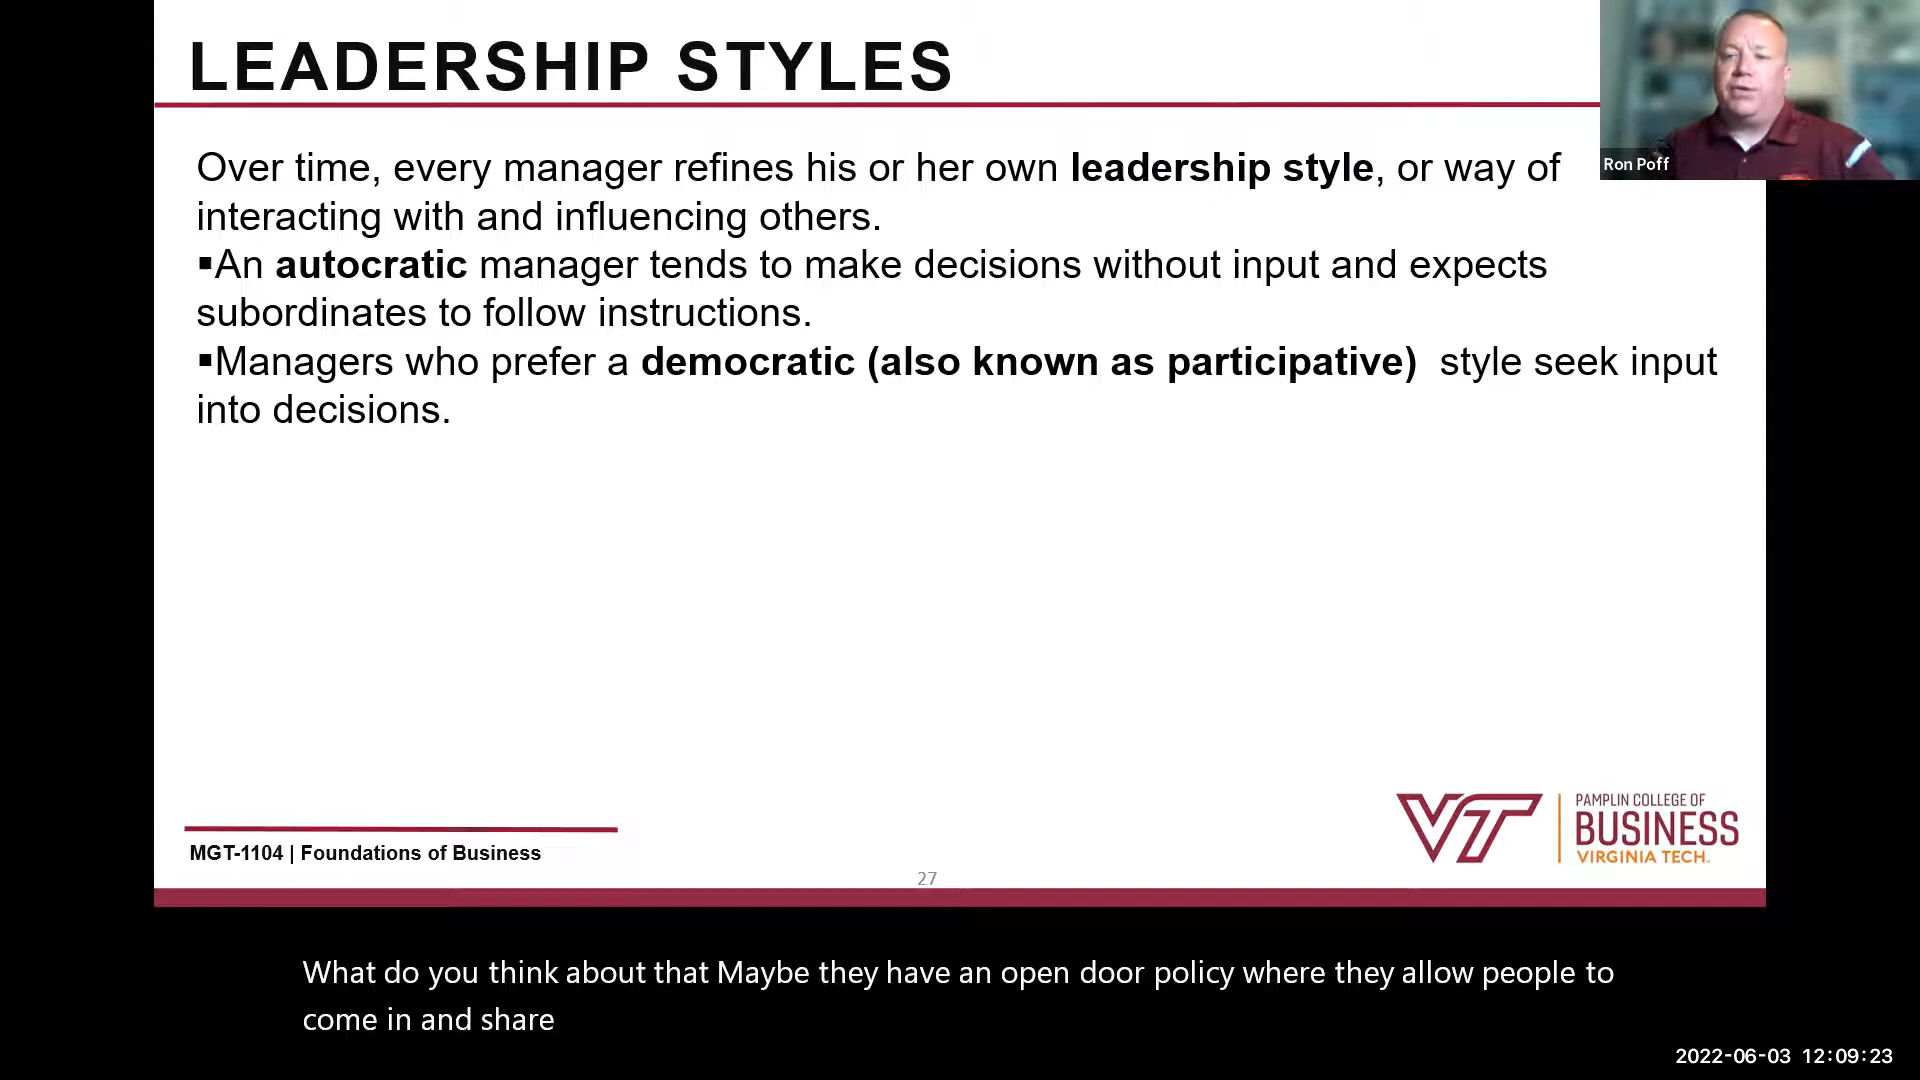 LEADERSHIP STYLES
Ron Poff
Over time, every manager refines his or her own leadership style, or way of
interacting with and influencing others.
▪An autocratic manager tends to make decisions without input and expects
subordinates to follow instructions.
▪Managers who prefer a democratic (also known as participative) style seek input
into decisions.
VT
PAMPLIN COLLEGE OF
BUSINESS
VIRGINIA TECH.
MGT-1104 | Foundations of Business
27
What do you think about that Maybe they have an open door policy where they allow people to
come in and share
2022-06-03 12:09:23